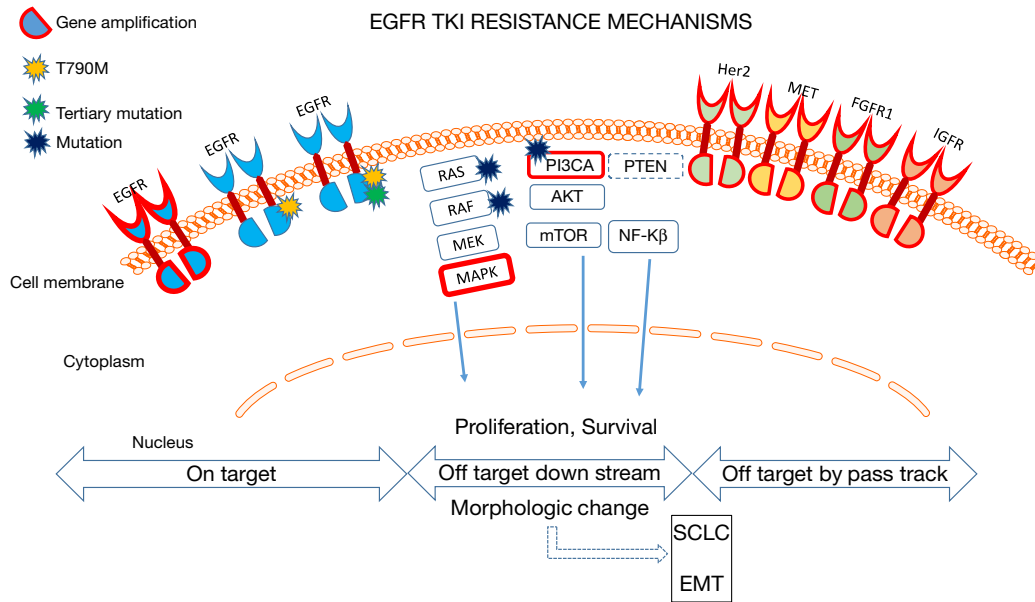 EGFR TKI RESISTANCE MECHANISMS
Gene amplification
T790M
Tertiary mutation
Mutation
EGFR
EGFR
EGFR
Her2
MET
FGFR1
IGFR
RAS
RAF
MEK
MAPK
PI3CA
PTEN
AKT
mTOR
NF-Kβ
Cell membrane
Cytoplasm
Nucleus
Proliferation, Survival
On target
Off target down stream
Off target by pass track
Morphologic change
SCLC
EMT